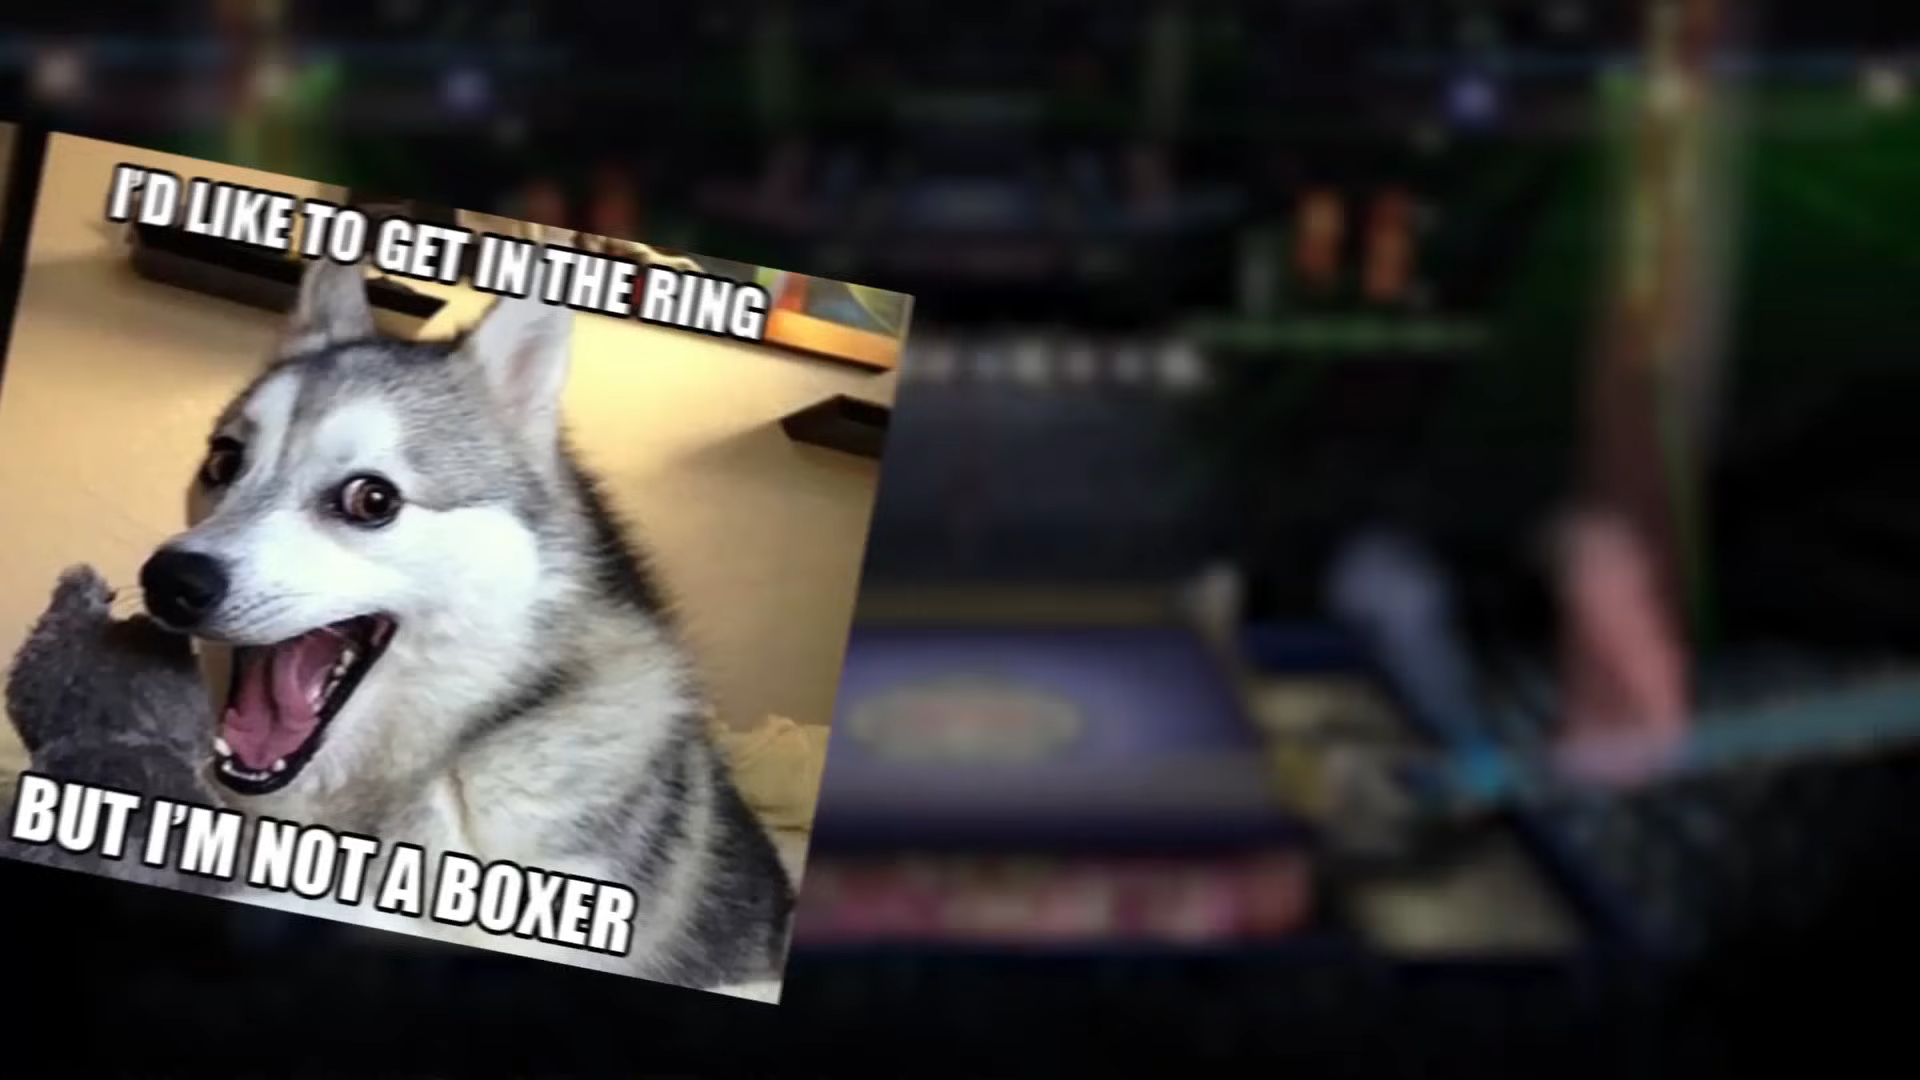 I'D LIKE TO GET IN THE RING
BUT I'M NOT A BOXER